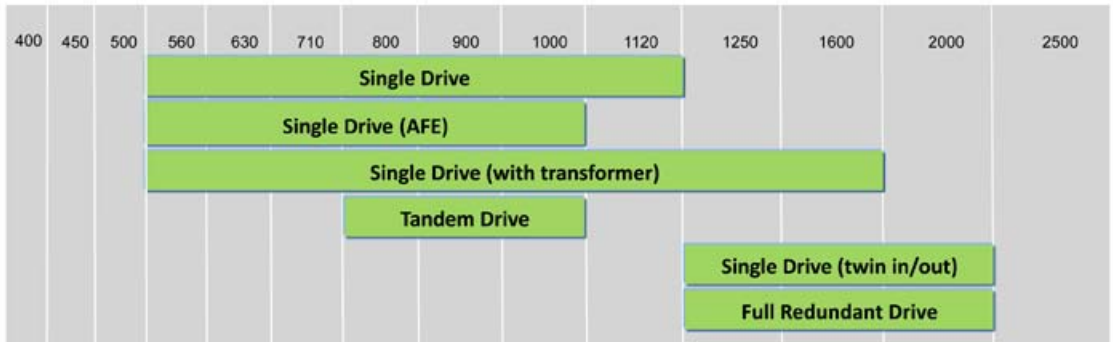 400 450 500 560 630 710 800 900 1000 1120 1250 1600 2000 2500
Single Drive
Single Drive (AFE)
Single Drive (with transformer)
Tandem Drive
Single Drive (twin in/out)
Full Redundant Drive